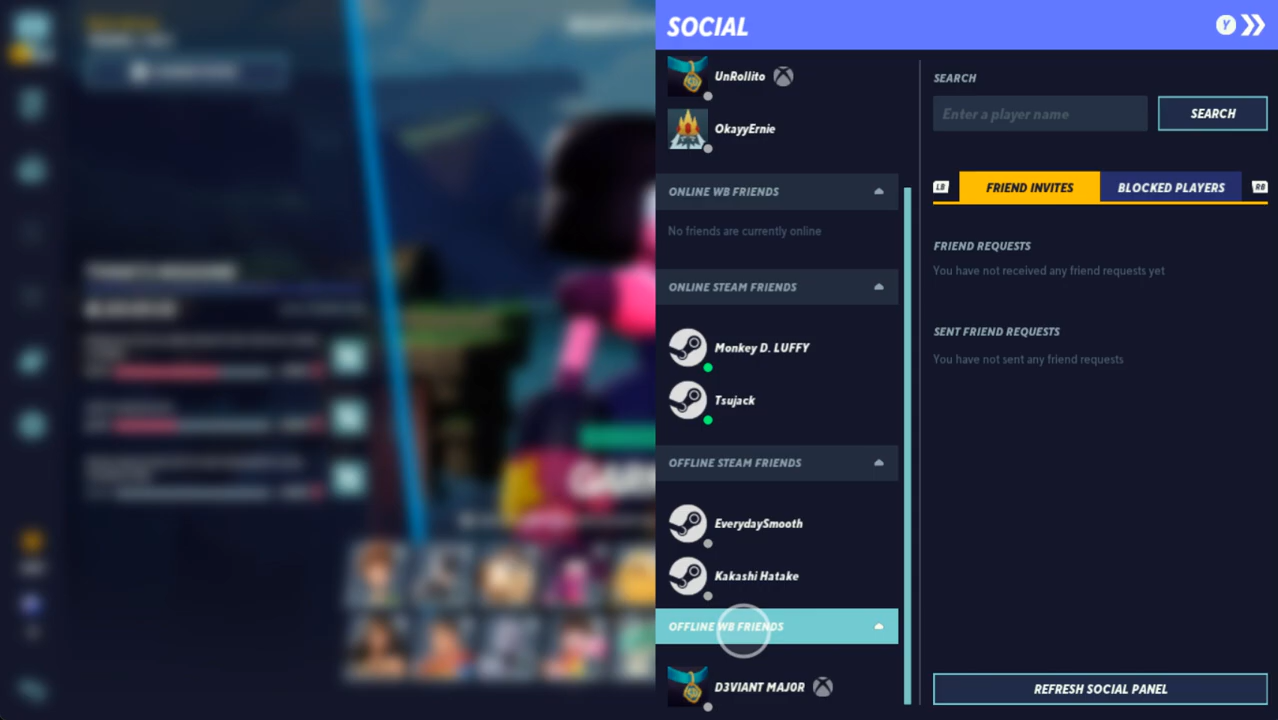 SOCIAL
Y
UnRollito
OkayyErnie
ONLINE WB FRIENDS
No friends are currently online
ONLINE STEAM FRIENDS
Monkey D. LUFFY
Tsujack
OFFLINE STEAM FRIENDS
EverydaySmooth
Kakashi Hatake
OFFLINE WB FRIENDS
D3VIANT MAJ0R
SEARCH
Enter a player name
SEARCH
LB
FRIEND INVITES
BLOCKED PLAYERS
RB
FRIEND REQUESTS
You have not received any friend requests yet
SENT FRIEND REQUESTS
You have not sent any friend requests
REFRESH SOCIAL PANEL